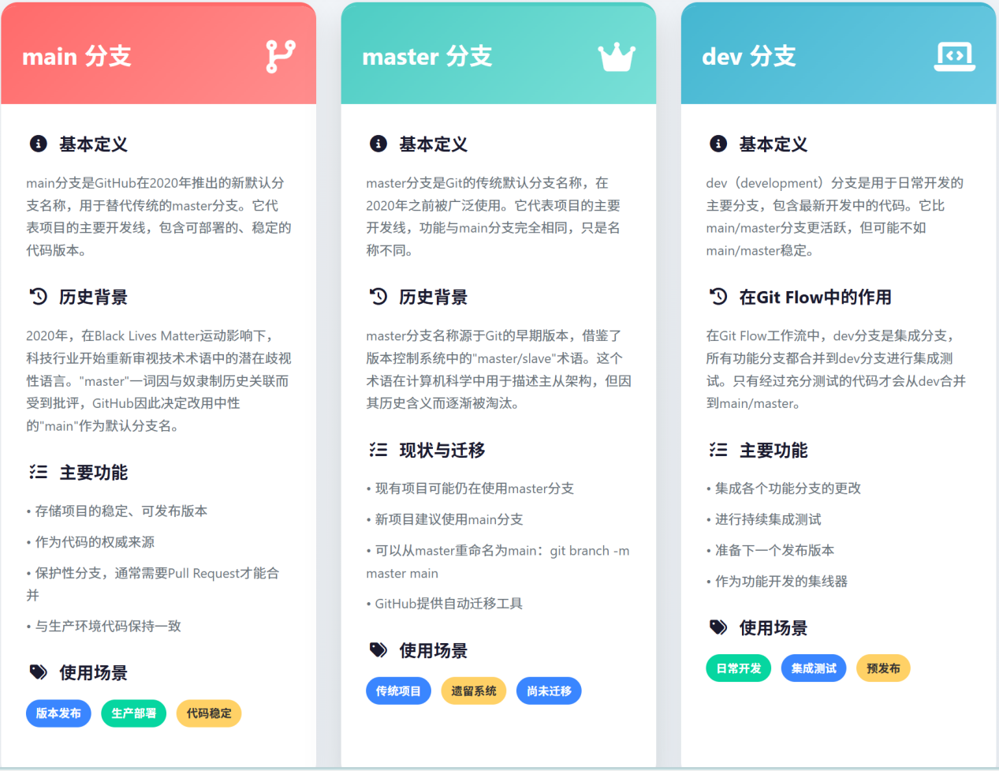 main 分支
基本定义
main分支是GitHub在2020年推出的新默认分
支名称，用于替代传统的master分支。它代
表项目的主要开发线，包含可部署的、稳定的
代码版本。
历史背景
2020年，在Black Lives Matter运动影响下，
科技行业开始重新审视技术术语中的潜在歧视
性语言。"master"一词因与奴隶制历史关联而
受到批评，GitHub因此决定改用中性
的"main"作为默认分支名。
主要功能
• 存储项目的稳定、可发布版本
• 作为代码的权威来源
• 保护性分支，通常需要Pull Request才能合
并
• 与生产环境代码保持一致
使用场景
版本发布 生产部署 代码稳定
master 分支
基本定义
master分支是Git的传统默认分支名称，在
2020年之前被广泛使用。它代表项目的主要
开发线，功能与main分支完全相同，只是名
称不同。
历史背景
master分支名称源于Git的早期版本，借鉴了
版本控制系统中的"master/slave"术语。这个
术语在计算机科学中用于描述主从架构，但因
其历史含义而逐渐被淘汰。
现状与迁移
• 现有项目可能仍在使用master分支
• 新项目建议使用main分支
• 可以从master重命名为main：git branch -m
master main
• GitHub提供自动迁移工具
使用场景
传统项目 遗留系统 尚未迁移
dev 分支
基本定义
dev（development）分支是用于日常开发的
主要分支，包含最新开发中的代码。它比
main/master分支更活跃，但可能不如
main/master稳定。
在Git Flow中的作用
在Git Flow工作流中，dev分支是集成分支，
所有功能分支都合并到dev分支进行集成测
试。只有经过充分测试的代码才会从dev合并
到main/master。
主要功能
• 集成各个功能分支的更改
• 进行持续集成测试
• 准备下一个发布版本
• 作为功能开发的集线器
使用场景
日常开发 集成测试 预发布